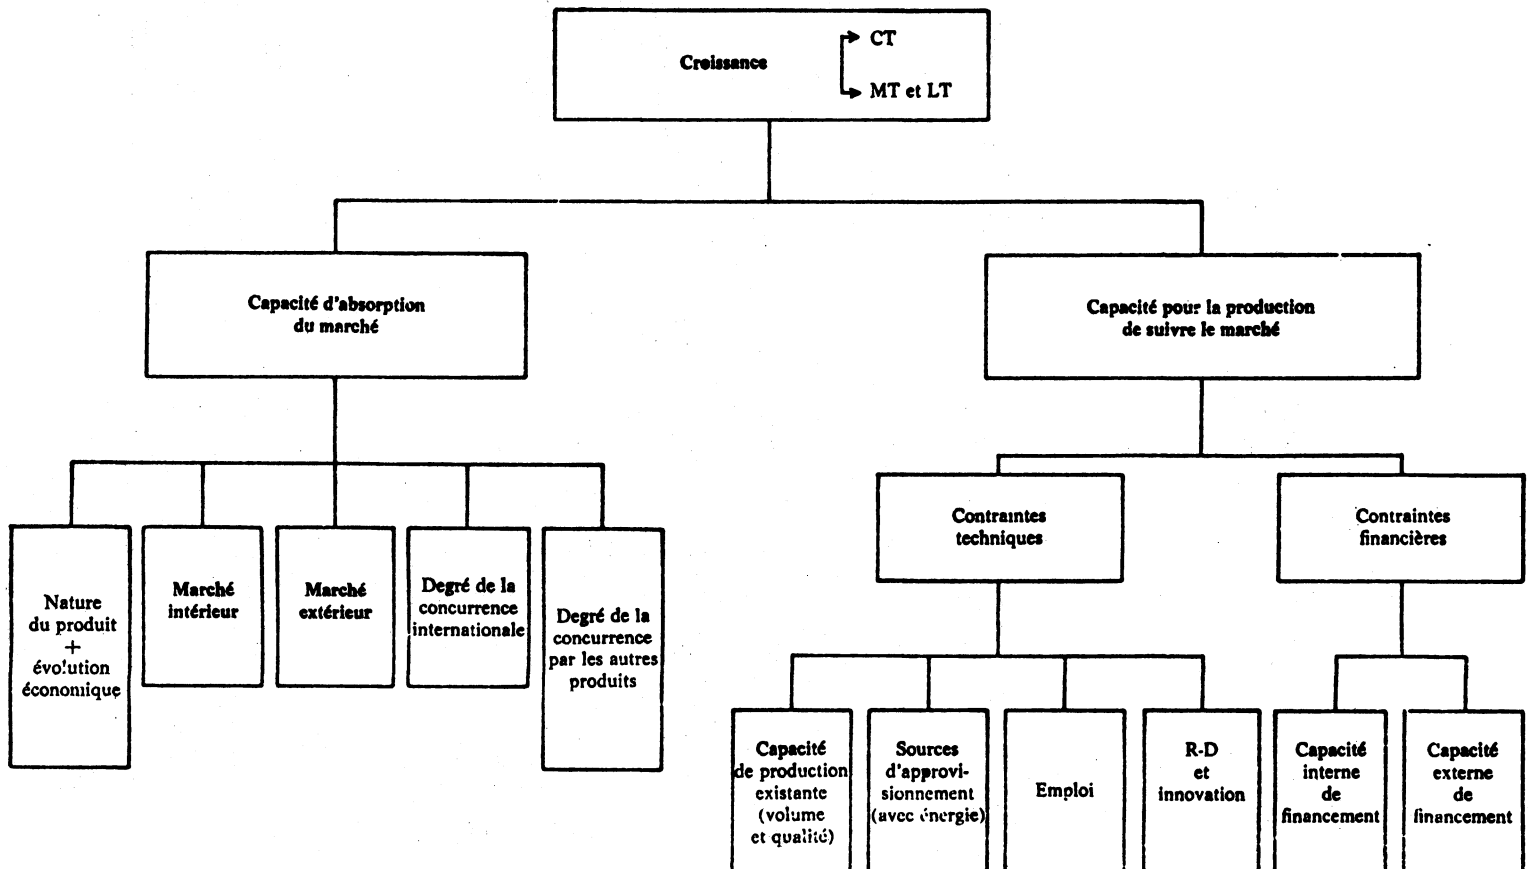 Croissance
CT
MT et LT
Capacité d'absorption
du marché
Capacité pour la production
de suivre le marché
Nature
du produit
+
évolution
économique
Marché
intérieur
Marché
extérieur
Degré de la
concurrence
internationale
Degré de la
concurrence
par les autres
produits
Contraintes
techniques
Contraintes
financières
Capacité
de production
existante
(volume
et qualité)
Sources
d'approvi-
sionnement
(avec énergie)
Emploi
R-D
et
innovation
Capacité
interne
de
financement
Capacité
externe
de
financement